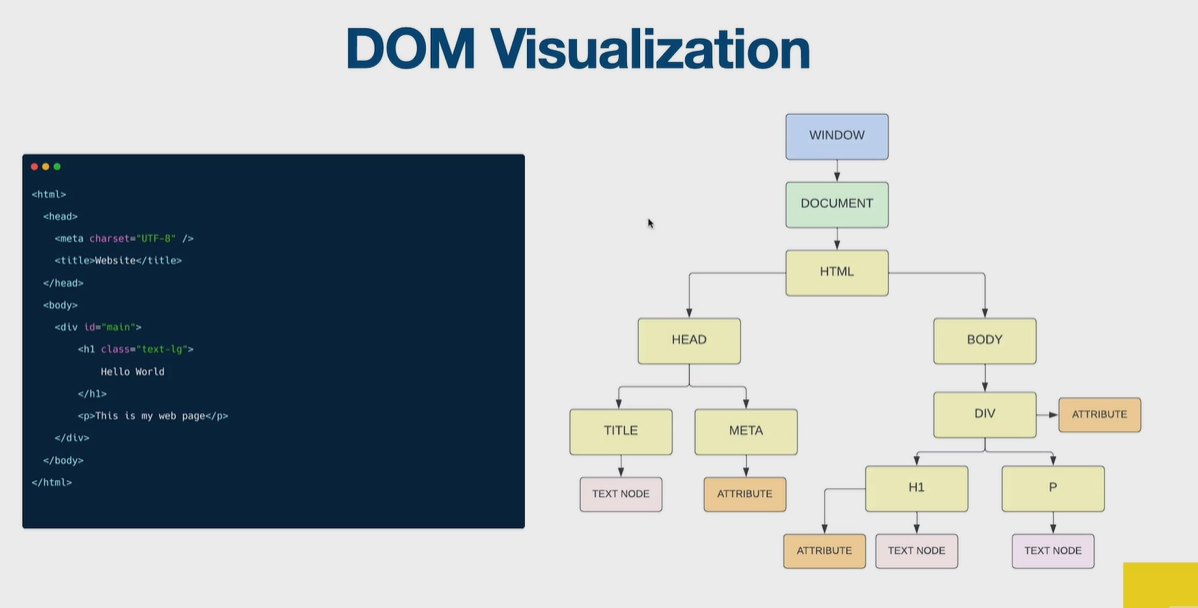 DOM Visualization
<html>
<head>
<meta charset="UTF-8" />
<title>Website</title>
</head>
<body>
<div id="main">
<h1 class="text-lg">
Hello World
</h1>
<p>This is my web page</p>
</div>
</body>
</html>
WINDOW
DOCUMENT
HTML
HEAD
BODY
TITLE
META
DIV
ATTRIBUTE
TEXT NODE
ATTRIBUTE
H1
P
ATTRIBUTE
TEXT NODE
TEXT NODE